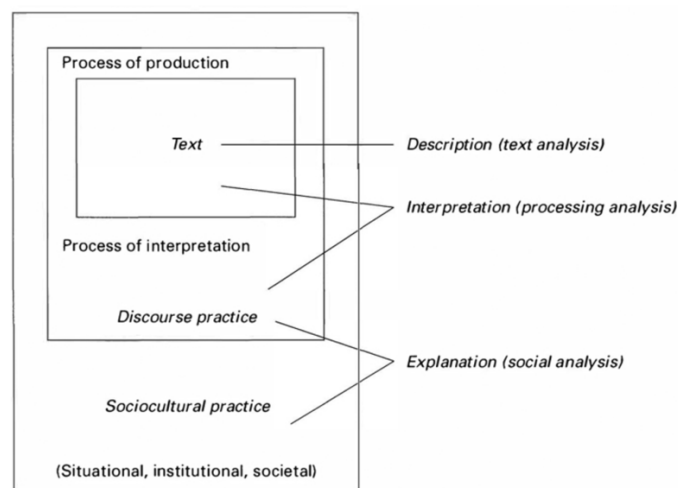 Process of production
Text
Description (text analysis)
Interpretation (processing analysis)
Process of interpretation
Discourse practice
Explanation (social analysis)
Sociocultural practice
(Situational, institutional, societal)